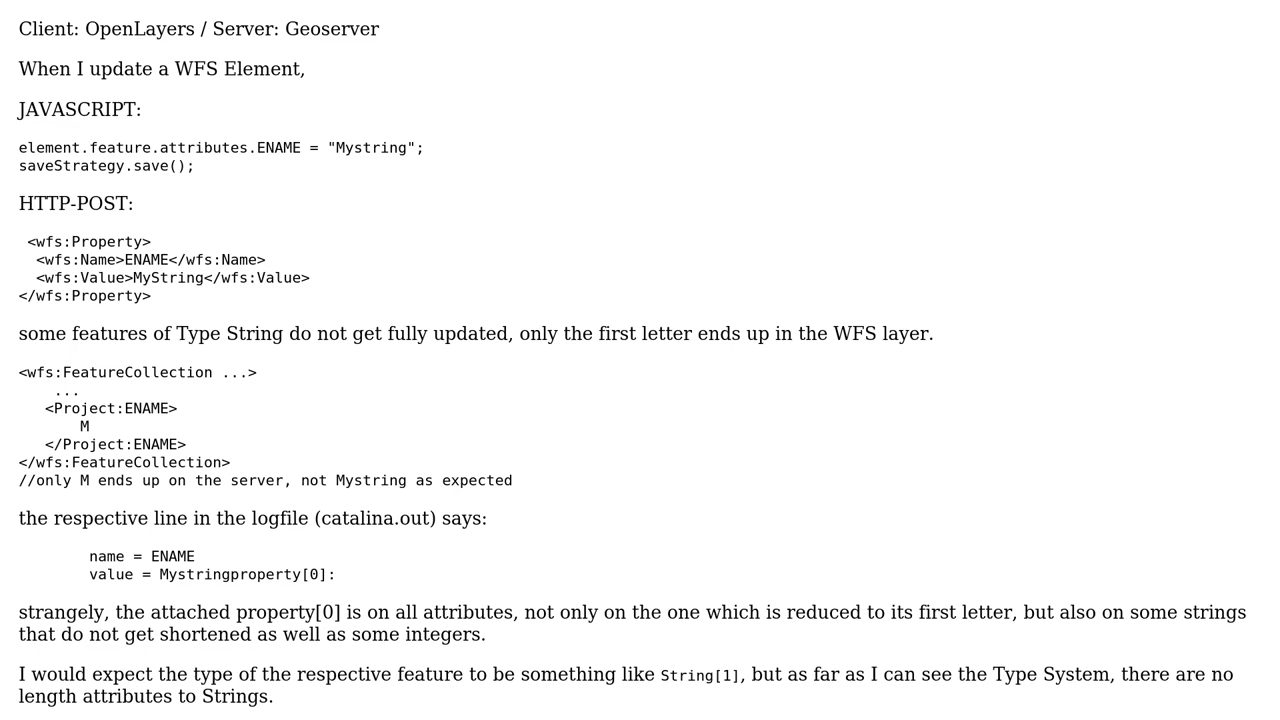 Client: OpenLayers / Server: Geoserver
When I update a WFS Element,
JAVASCRIPT:
element.feature.attributes.ENAME = "Mystring";
saveStrategy.save();
HTTP-POST:
<wfs:Property>
<wfs:Name>ENAME</wfs:Name>
<wfs:Value>MyString</wfs:Value>
</wfs:Property>
some features of Type String do not get fully updated, only the first letter ends up in the WFS layer.
<wfs:FeatureCollection ...>
...
<Project:ENAME>
M
</Project:ENAME>
</wfs:FeatureCollection>
//only M ends up on the server, not Mystring as expected
the respective line in the logfile (catalina.out) says:
name = ENAME
value = Mystringproperty[0]:
strangely, the attached property[0] is on all attributes, not only on the one which is reduced to its first letter, but also on some strings
that do not get shortened as well as some integers.
I would expect the type of the respective feature to be something like String[1], but as far as I can see the Type System, there are no
length attributes to Strings.